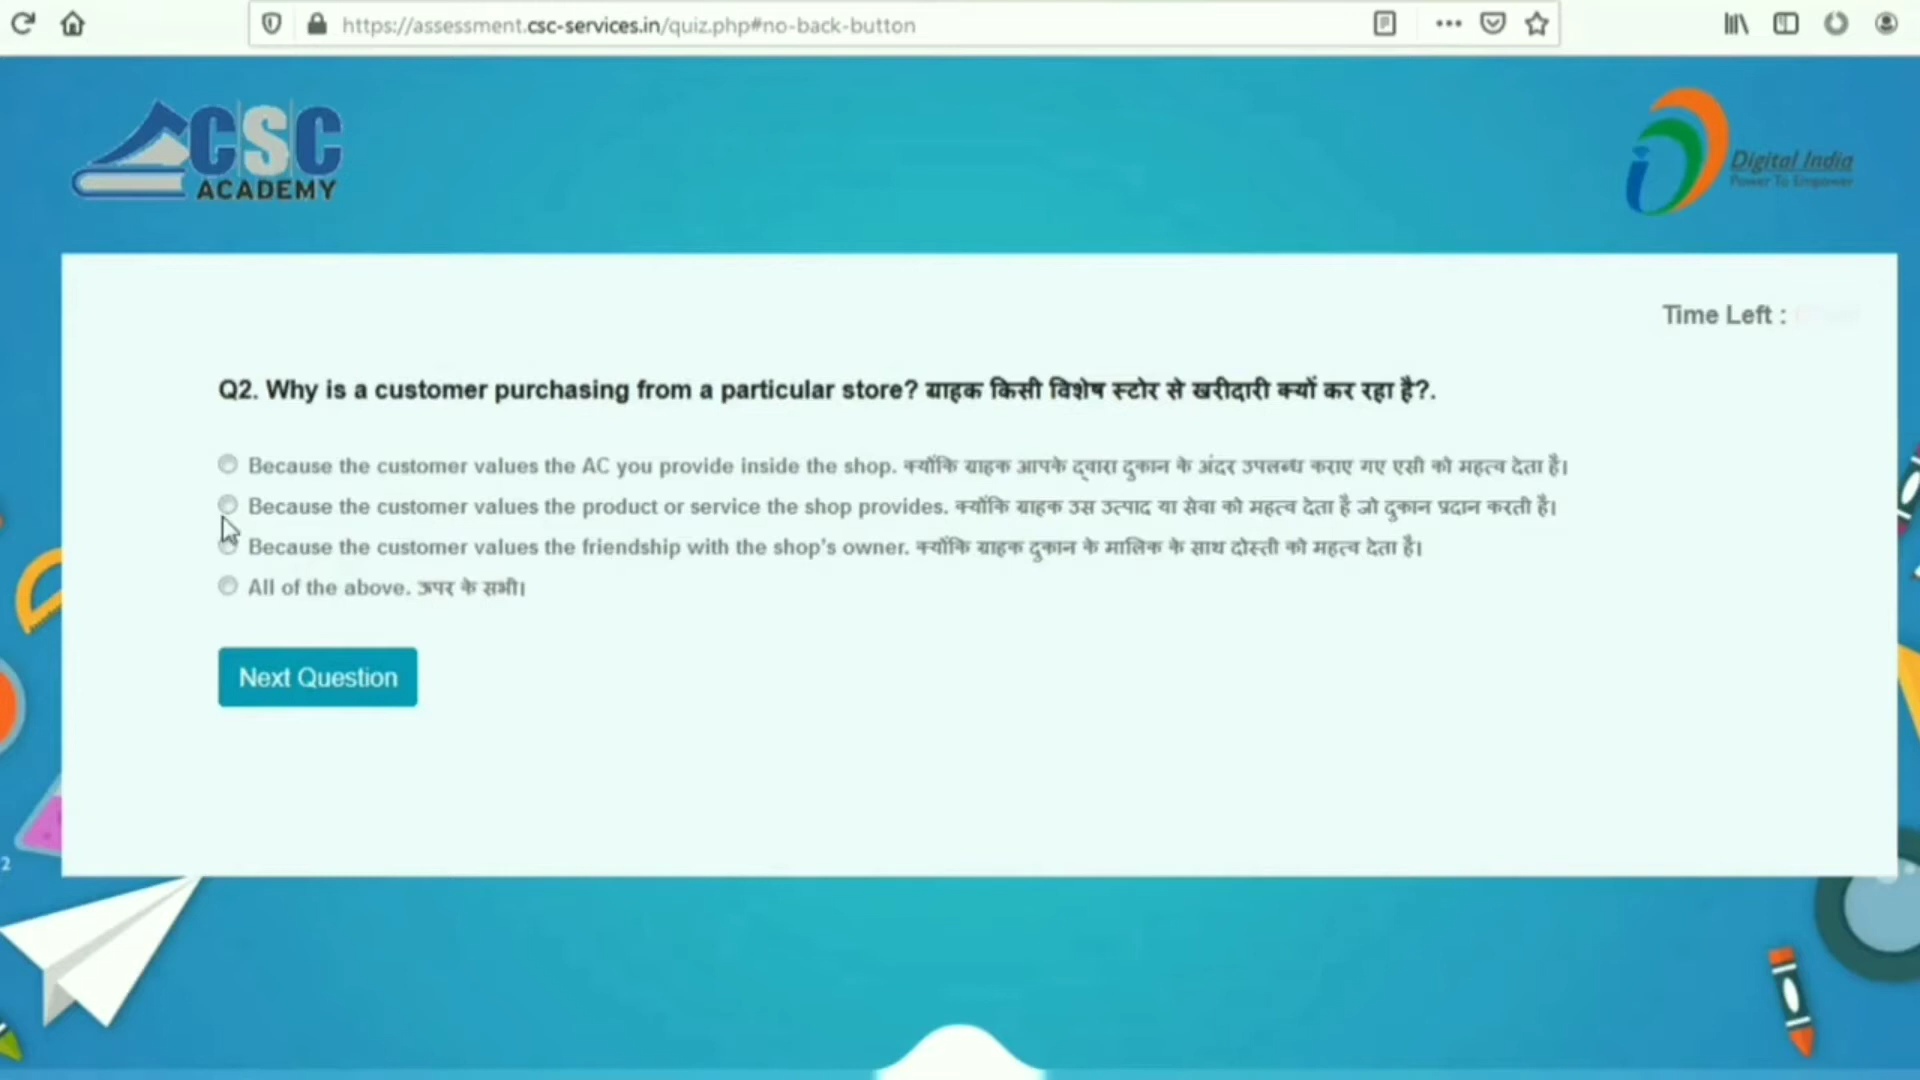 https://assessment.csc-services.in/quiz.php#no-back-button
CSC
ACADEMY
Digital India
Power To Empower
Time Left :
Q2. Why is a customer purchasing from a particular store? ग्राहक किसी विशेष स्टोर से खरीदारी क्यों कर रहा है?.
Because the customer values the AC you provide inside the shop. क्योंकि ग्राहक आपके द्वारा दुकान के अंदर उपलब्ध कराए गए एसी को महत्व देता है।
Because the customer values the product or service the shop provides. क्योंकि ग्राहक उस उत्पाद या सेवा को महत्व देता है जो दुकान प्रदान करती है।
Because the customer values the friendship with the shop's owner. क्योंकि ग्राहक दुकान के मालिक के साथ दोस्ती को महत्व देता है।
All of the above. ऊपर के सभी।
Next Question
2